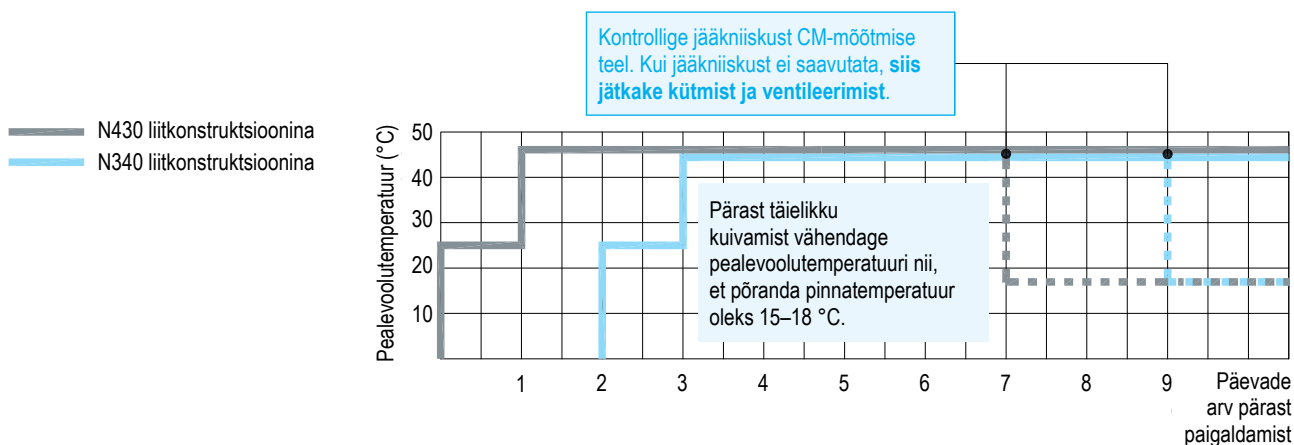 Kontrollige jääkniiskust CM-mõõtmise
teel. Kui jääkniiskust ei saavutata, siis
jätkake kütmist ja ventileerimist.
N430 liitkonstruktsioonina
N340 liitkonstruktsioonina
Pealevoolutemperatuur (°C)
50
40
30
20
10
Pärast täielikku
kuivamist vähendage
pealevoolutemperatuuri nii,
et põranda pinnatemperatuur
oleks 15–18 °C.
1 2 3 4 5 6 7 8 9
Päevade
arv pärast
paigaldamist